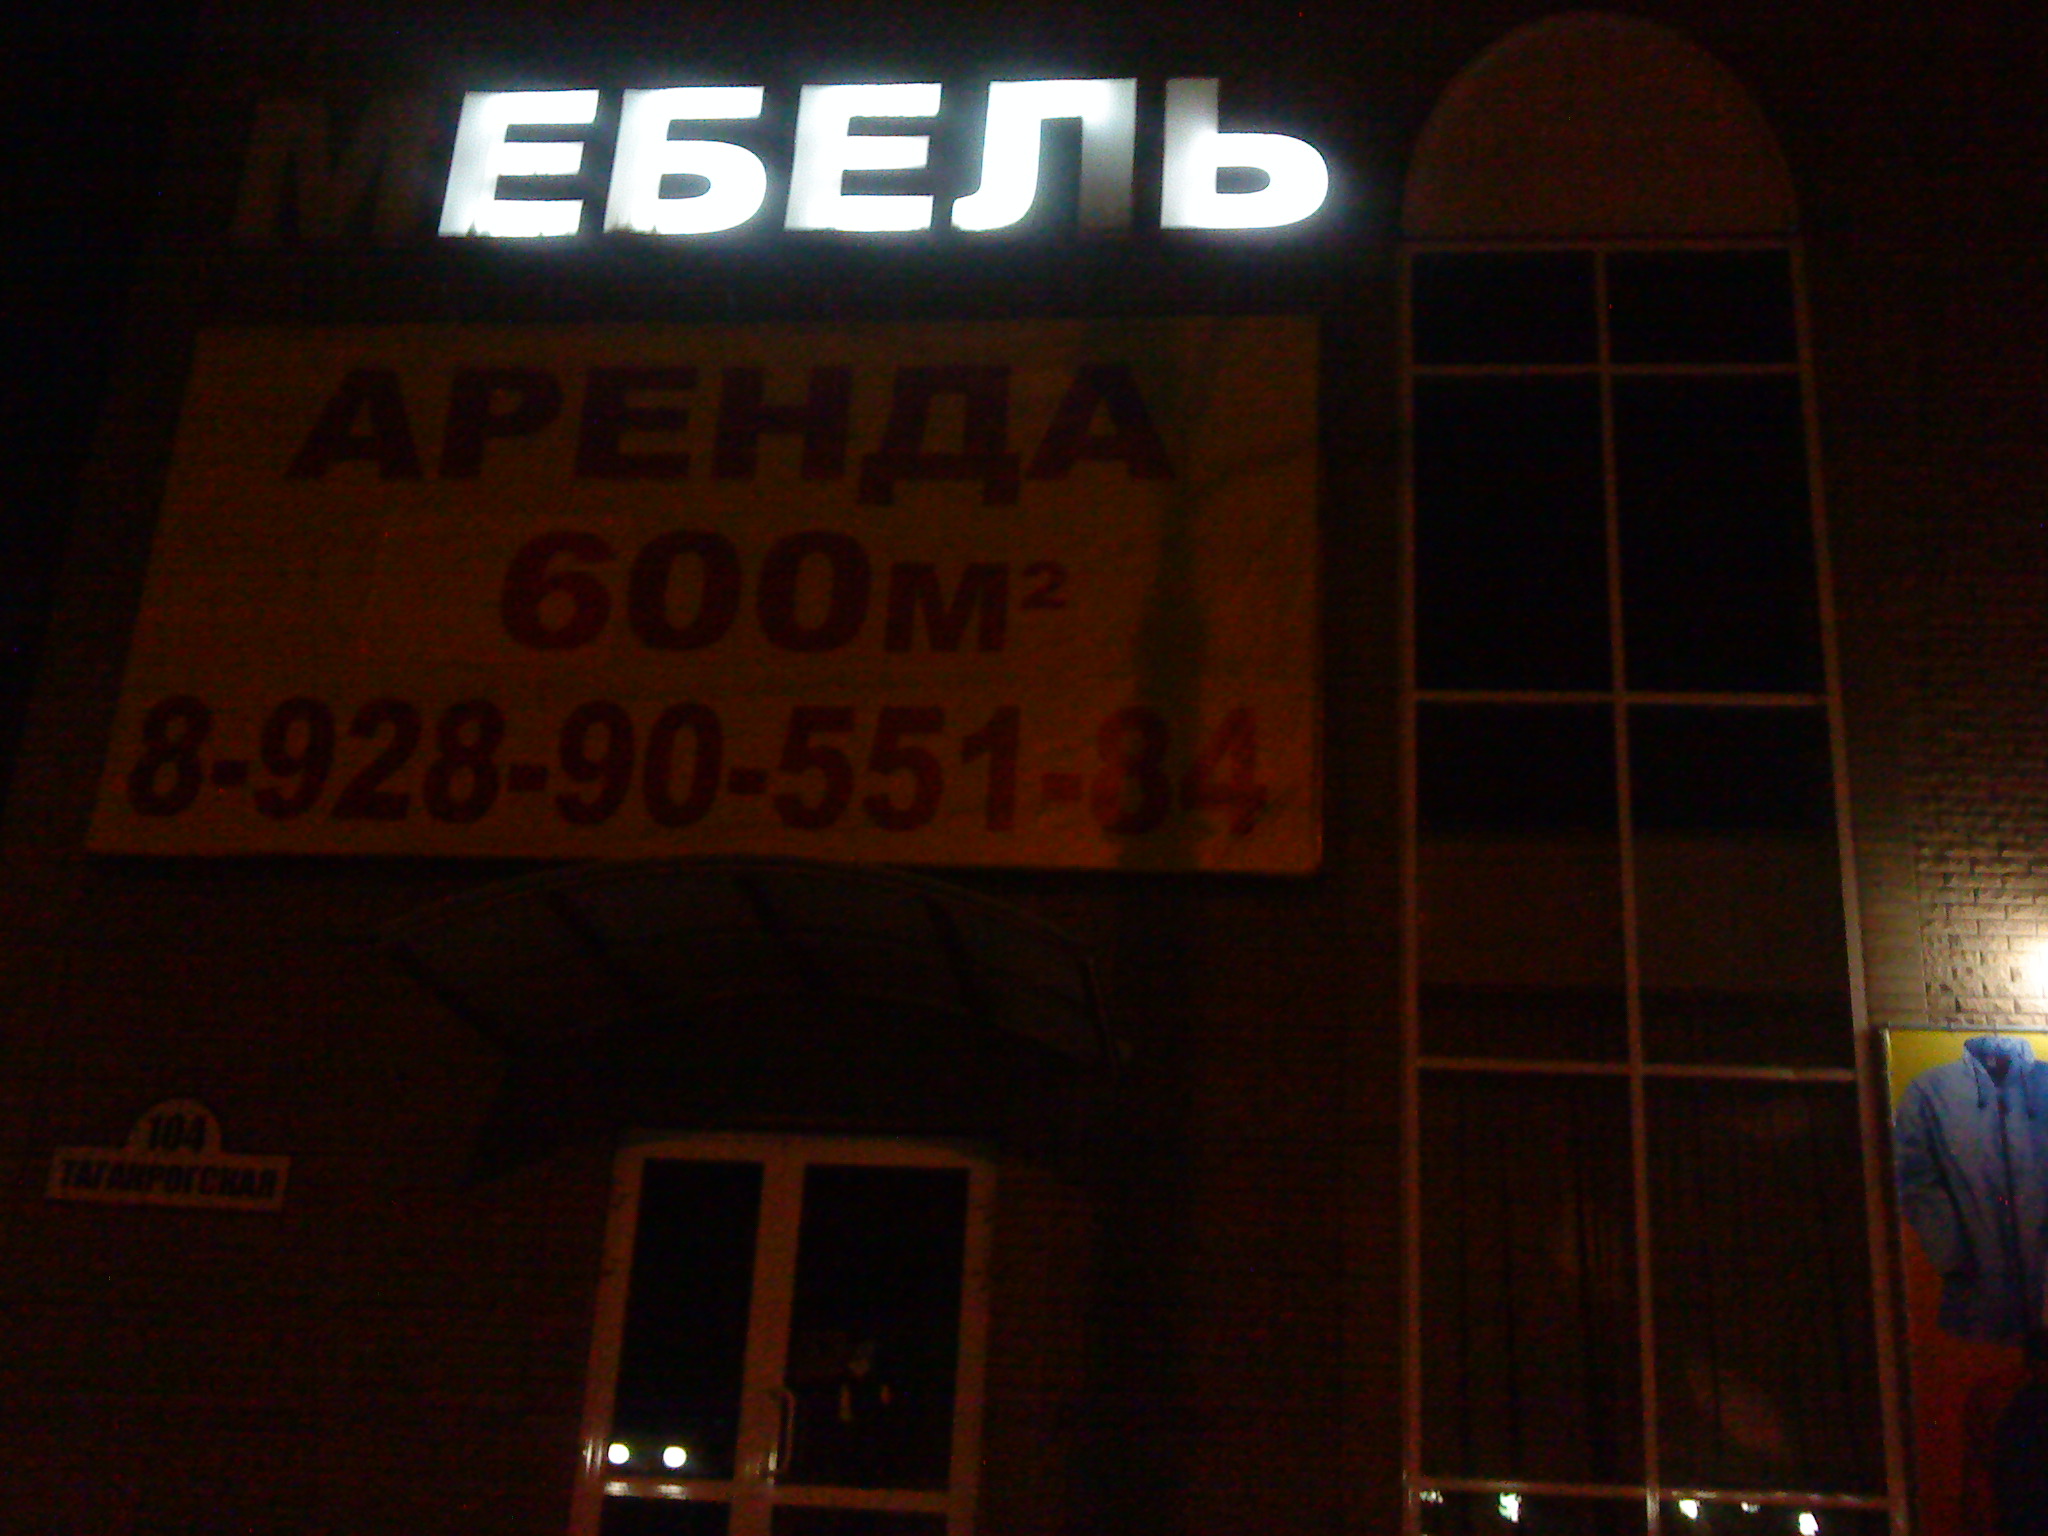 МЕБЕЛЬ
АРЕНДА
600м²
8-928-90-551-84
104
ТАГАНРОГСКАЯ